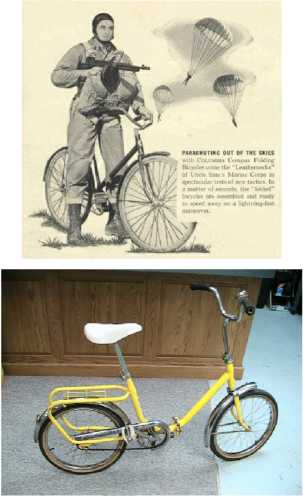 PARACHUTING OUT OF THE SKIES
with Columbia Compax Folding
Bicycles come the "Leathernecks"
of Uncle Sam's Marine Corps in
spectacular tests of new tactics. In
a matter of seconds, the "folded"
bicycles are assembled and ready
to speed away on a lightning-fast
maneuver.